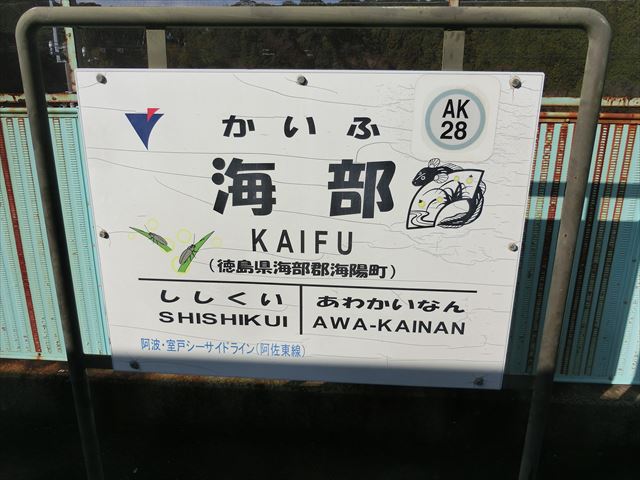 AK
28
かいふ
海部
KAIFU
(徳島県海部郡海陽町)
ししくい
SHISHIKUI
あわかいなん
AWA-KAINAN
阿波・室戸シーサイドライン(阿佐東線)